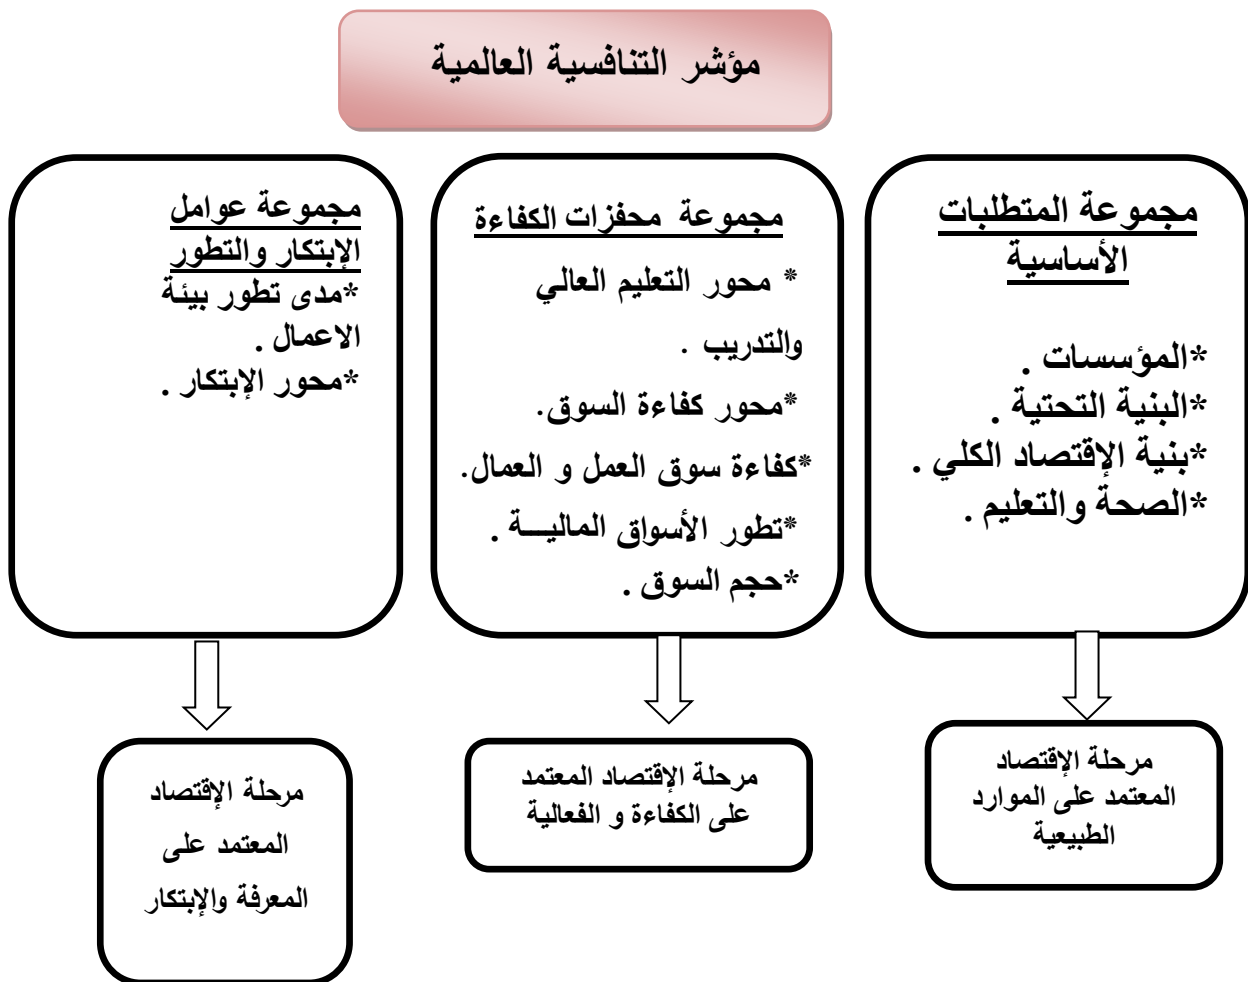 مؤشر التنافسية العالمية
مجموعة المتطلبات
الأساسية
*المؤسسات .
*البنية التحتية .
*بنية الإقتصاد الكلي .
*الصحة والتعليم .
مجموعة محفزات الكفاءة
* محور التعليم العالي
والتدريب .
*محور كفاءة السوق.
*كفاءة سوق العمل و العمال.
*تطور الأسواق الماليـــة .
*حجم السوق .
مجموعة عوامل
الإبتكار والتطور
*مدى تطور بيئة
الاعمال .
*محور الإبتكار .
مرحلة الإقتصاد
المعتمد على الموارد
الطبيعية
مرحلة الإقتصاد المعتمد
على الكفاءة و الفعالية
مرحلة الإقتصاد
المعتمد على
المعرفة والإبتكار